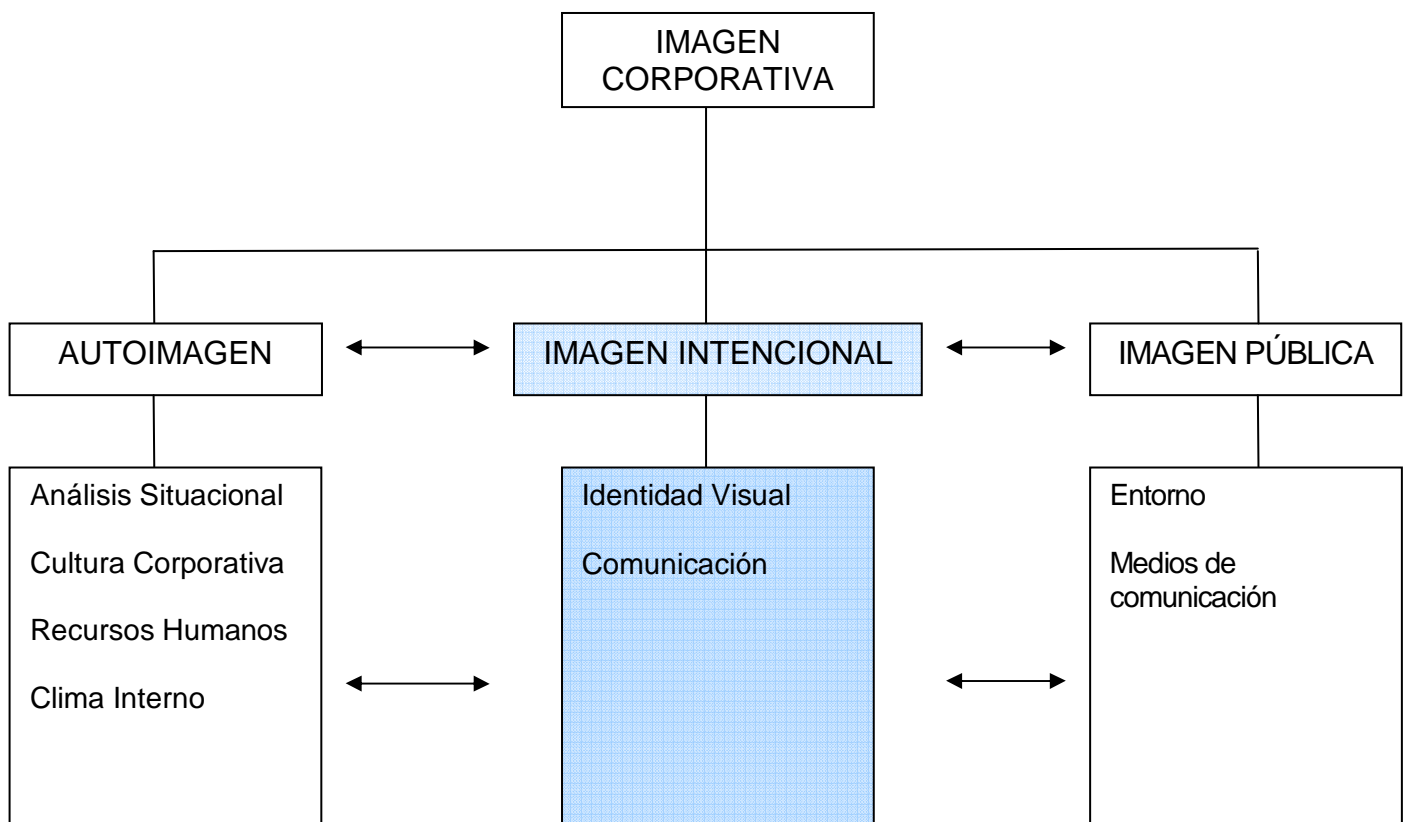 IMAGEN
CORPORATIVA
AUTOIMAGEN
IMAGEN INTENCIONAL
IMAGEN PÚBLICA
Análisis Situacional
Cultura Corporativa
Recursos Humanos
Clima Interno
Identidad Visual
Comunicación
Entorno
Medios de
comunicación